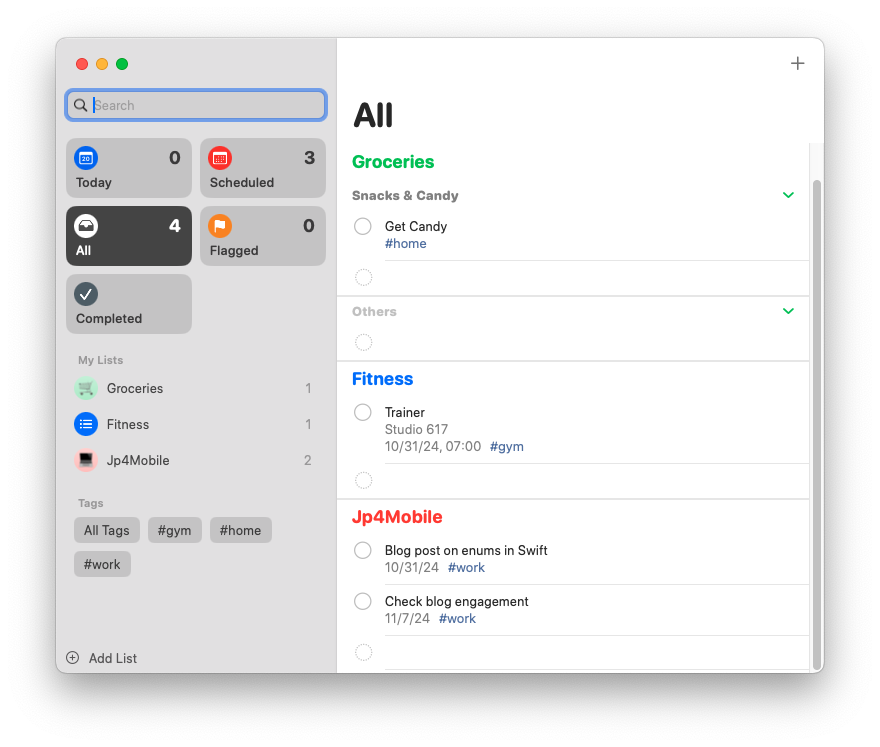 Search
20
0
Today
3
Scheduled
4
All
0
Flagged
Completed
My Lists
Groceries 1
Fitness 1
Jp4Mobile 2
Tags
All Tags #gym #home
#work
Add List
All
Groceries
Snacks & Candy
Get Candy
#home
Others
Fitness
Trainer
Studio 617
10/31/24, 07:00 #gym
Jp4Mobile
Blog post on enums in Swift
10/31/24 #work
Check blog engagement
11/7/24 #work